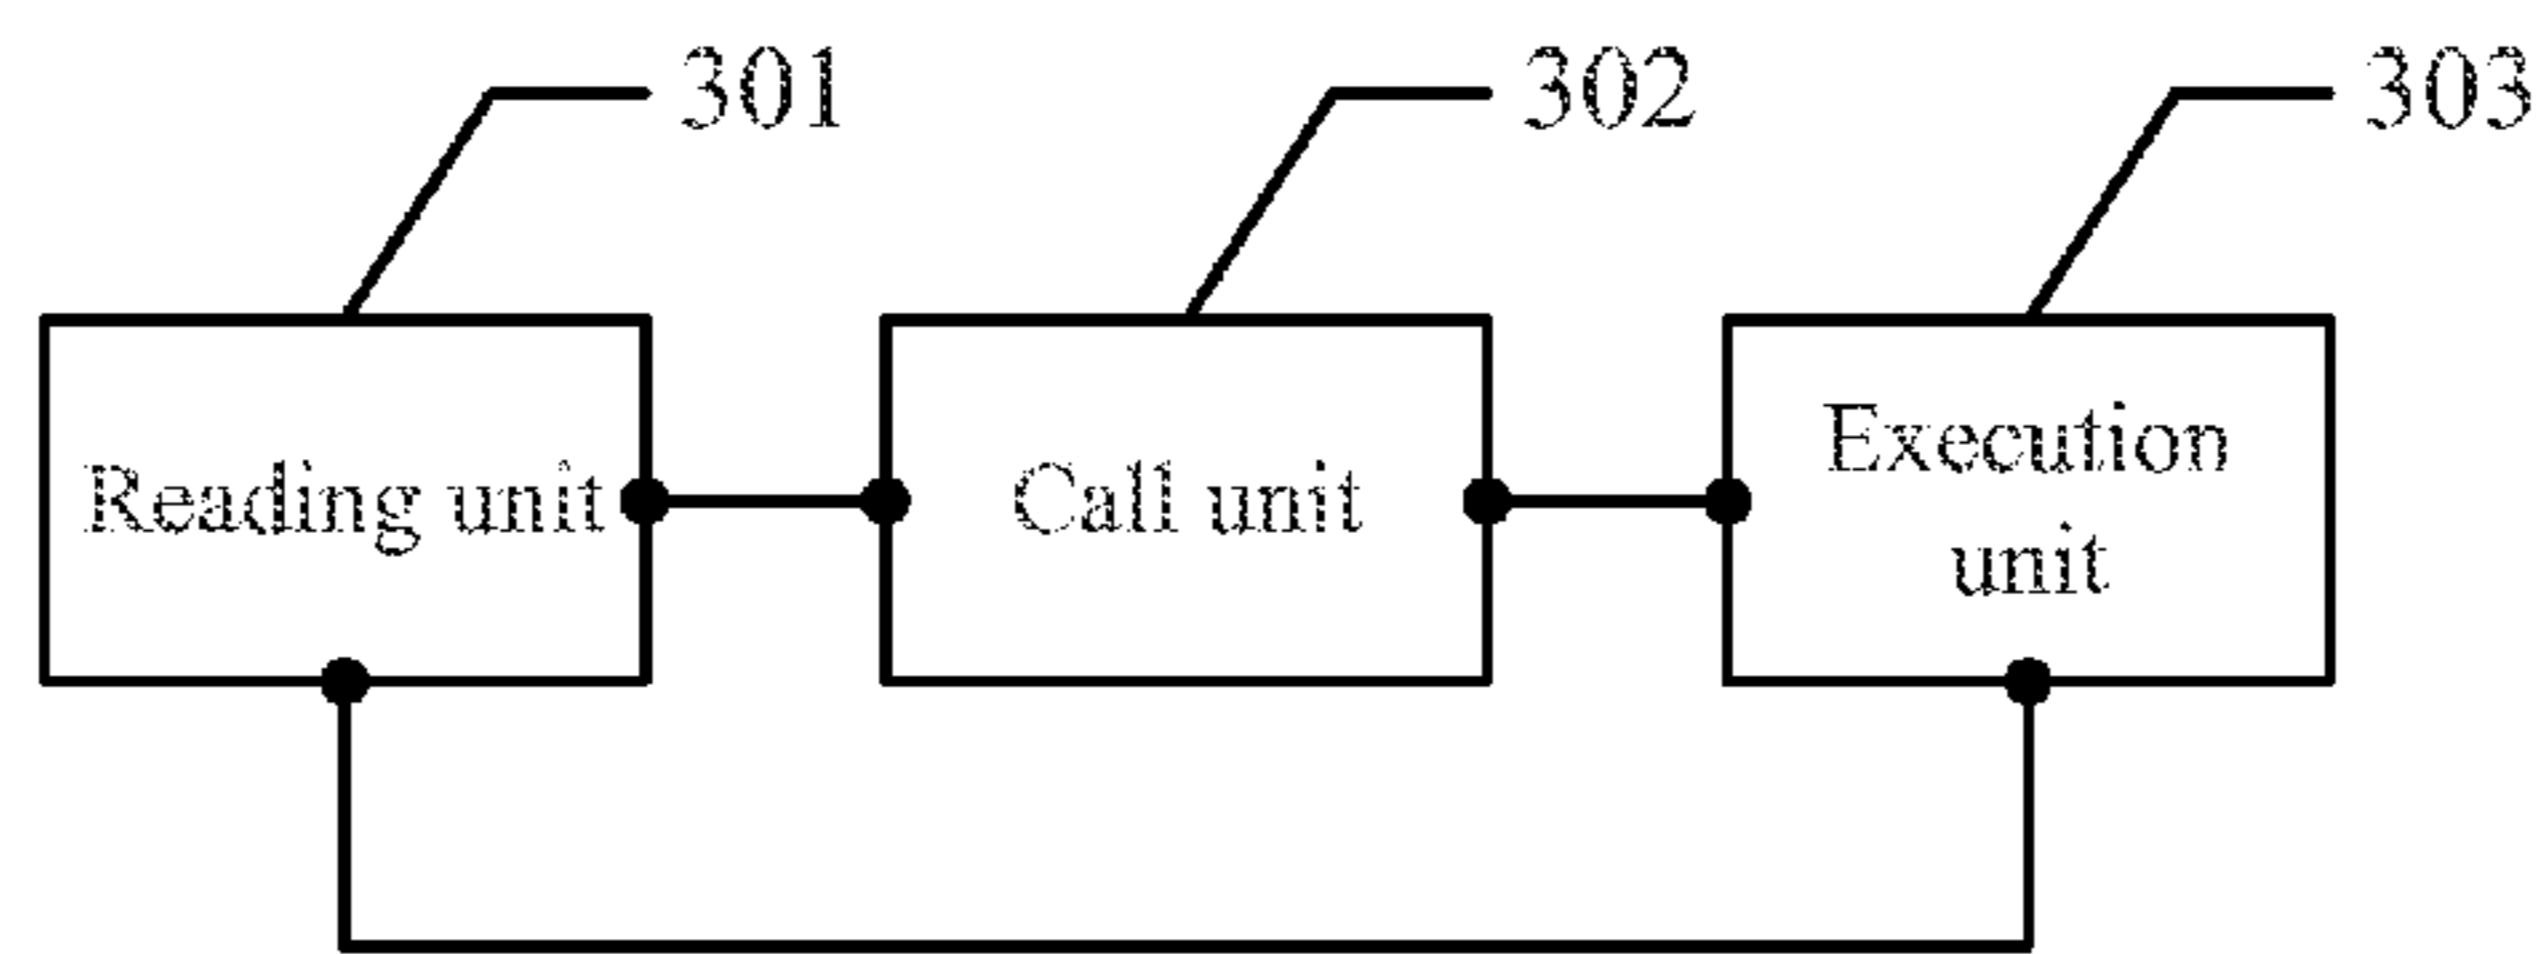 301
302
303
Reading unit
Call unit
Execution
unit